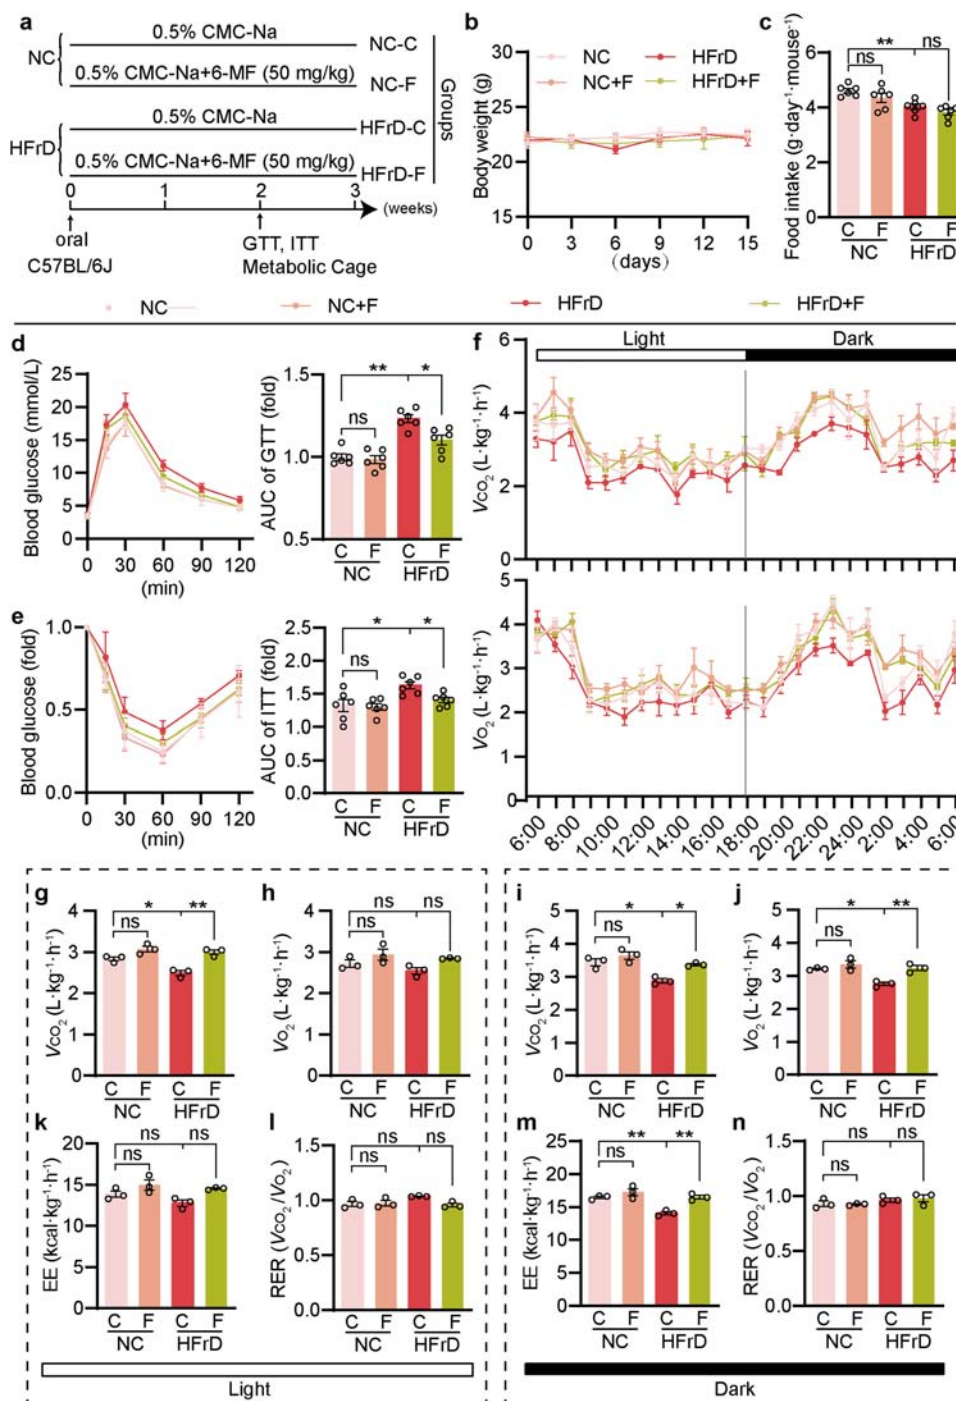 a
NC
0.5% CMC-Na
NC-C
0.5% CMC-Na+6-MF (50 mg/kg)
NC-F
HFrD
0.5% CMC-Na
HFrD-C
0.5% CMC-Na+6-MF (50 mg/kg)
HFrD-F
Groups
0 1 2 3 (weeks)
oral
C57BL/6J
GTT, ITT
Metabolic Cage
b
Body weight (g)
30
25
20
15
NC HFrD
NC+F HFrD+F
0 3 6 9 12 15
(days)
c
Food intake (g·day⁻¹·mouse⁻¹)
6
4
2
0
** ns
ns
C F C F
NC HFrD
NC NC+F HFrD HFrD+F
d
Blood glucose (mmol/L)
25
20
15
10
5
0
0 30 60 90 120
(min)
AUC of GTT (fold)
1.5
1.0
0.5
** *
ns
C F C F
NC HFrD
e
Blood glucose (fold)
1.0
0.5
0
0 30 60 90 120
(min)
AUC of ITT (fold)
2.5
2.0
1.5
1.0
0.5
0.0
* *
ns
C F C F
NC HFrD
f
Light Dark
VCO₂ (L·kg⁻¹·h⁻¹)
6
4
2
0
VO₂ (L·kg⁻¹·h⁻¹)
5
4
3
2
1
0
6:00 8:00 10:00 12:00 14:00 16:00 18:00 20:00 22:00 24:00 2:00 4:00 6:00
g
VCO₂ (L·kg⁻¹·h⁻¹)
5
4
3
2
1
0
* **
ns
C F C F
NC HFrD
h
VO₂ (L·kg⁻¹·h⁻¹)
5
4
3
2
1
0
ns ns
ns
C F C F
NC HFrD
i
VCO₂ (L·kg⁻¹·h⁻¹)
5
4
3
2
1
0
* *
ns
C F C F
NC HFrD
j
VO₂ (L·kg⁻¹·h⁻¹)
5
4
3
2
1
0
* **
ns
C F C F
NC HFrD
k
EE (kcal·kg⁻¹·h⁻¹)
20
15
10
5
0
ns ns
ns
C F C F
NC HFrD
l
RER (VCO₂/VO₂)
1.5
1.0
0.5
0.0
ns ns
ns
C F C F
NC HFrD
m
EE (kcal·kg⁻¹·h⁻¹)
25
20
15
10
5
0
** **
ns
C F C F
NC HFrD
n
RER (VCO₂/VO₂)
1.5
1.0
0.5
0.0
ns ns
ns
C F C F
NC HFrD
Light
Dark